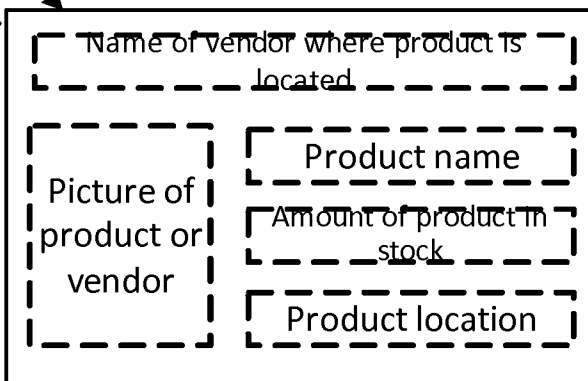 Name of vendor where product is
located
Picture of
product or
vendor
Product name
Amount of product in
stock
Product location